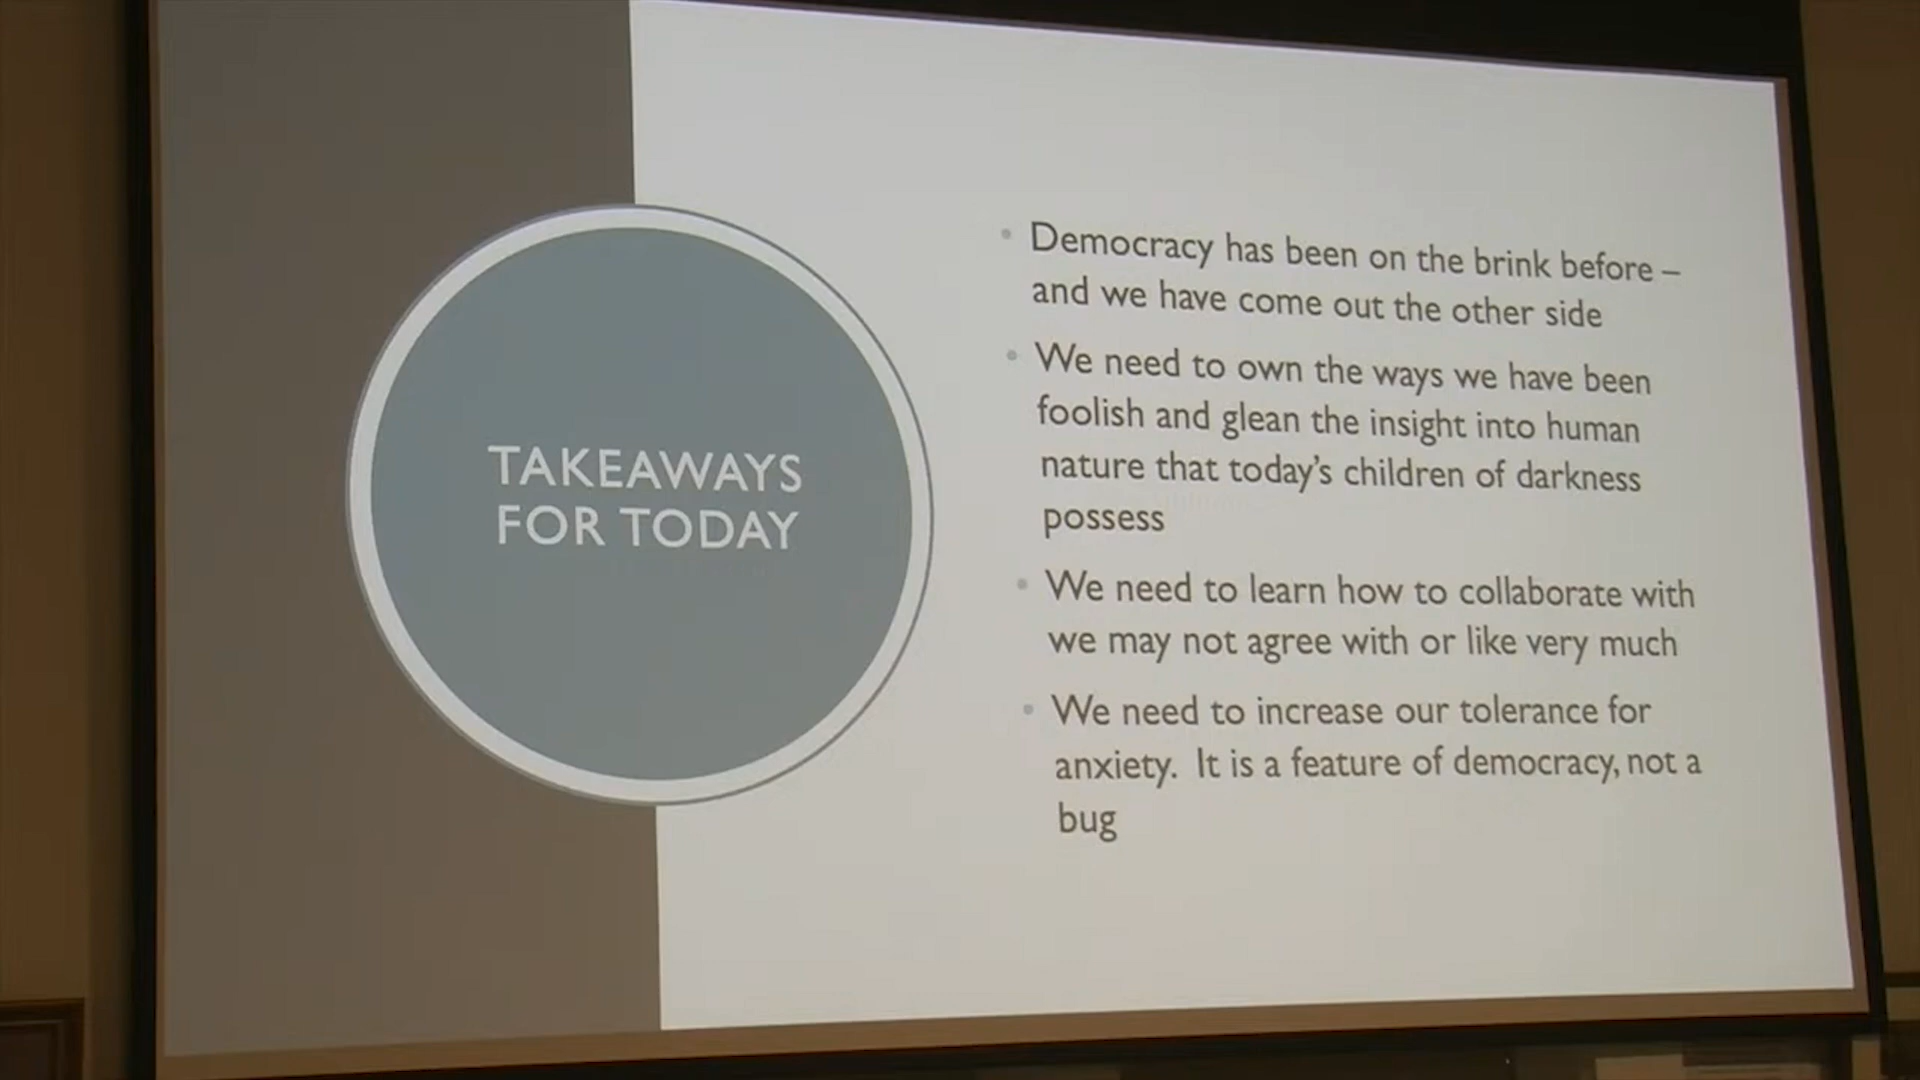 TAKEAWAYS
FOR TODAY
• Democracy has been on the brink before –
and we have come out the other side
• We need to own the ways we have been
foolish and glean the insight into human
nature that today's children of darkness
possess
• We need to learn how to collaborate with
we may not agree with or like very much
• We need to increase our tolerance for
anxiety. It is a feature of democracy, not a
bug